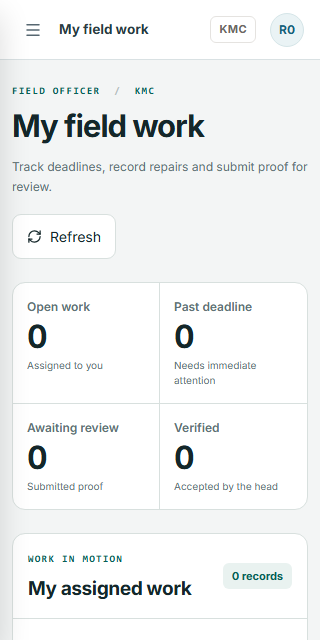 My field work
KMC
RO
FIELD OFFICER / KMC
My field work
Track deadlines, record repairs and submit proof for
review.
Refresh
Open work
0
Assigned to you
Past deadline
0
Needs immediate
attention
Awaiting review
0
Submitted proof
Verified
0
Accepted by the head
WORK IN MOTION
My assigned work
0 records